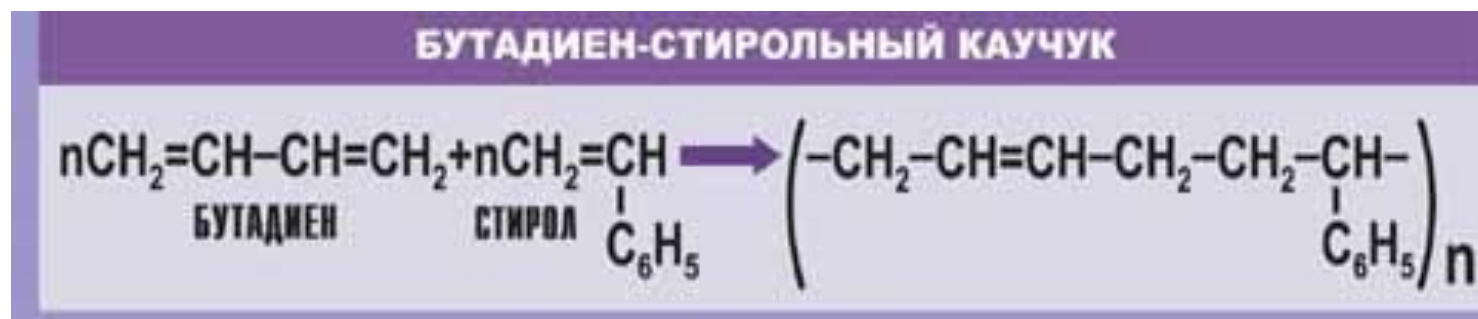 БУТАДИЕН-СТИРОЛЬНЫЙ КАУЧУК
nCH₂=CH–CH=CH₂+nCH₂=CH → (–CH₂–CH=CH–CH₂–CH₂–CH–)n
БУТАДИЕН СТИРОЛ C₆H₅ C₆H₅